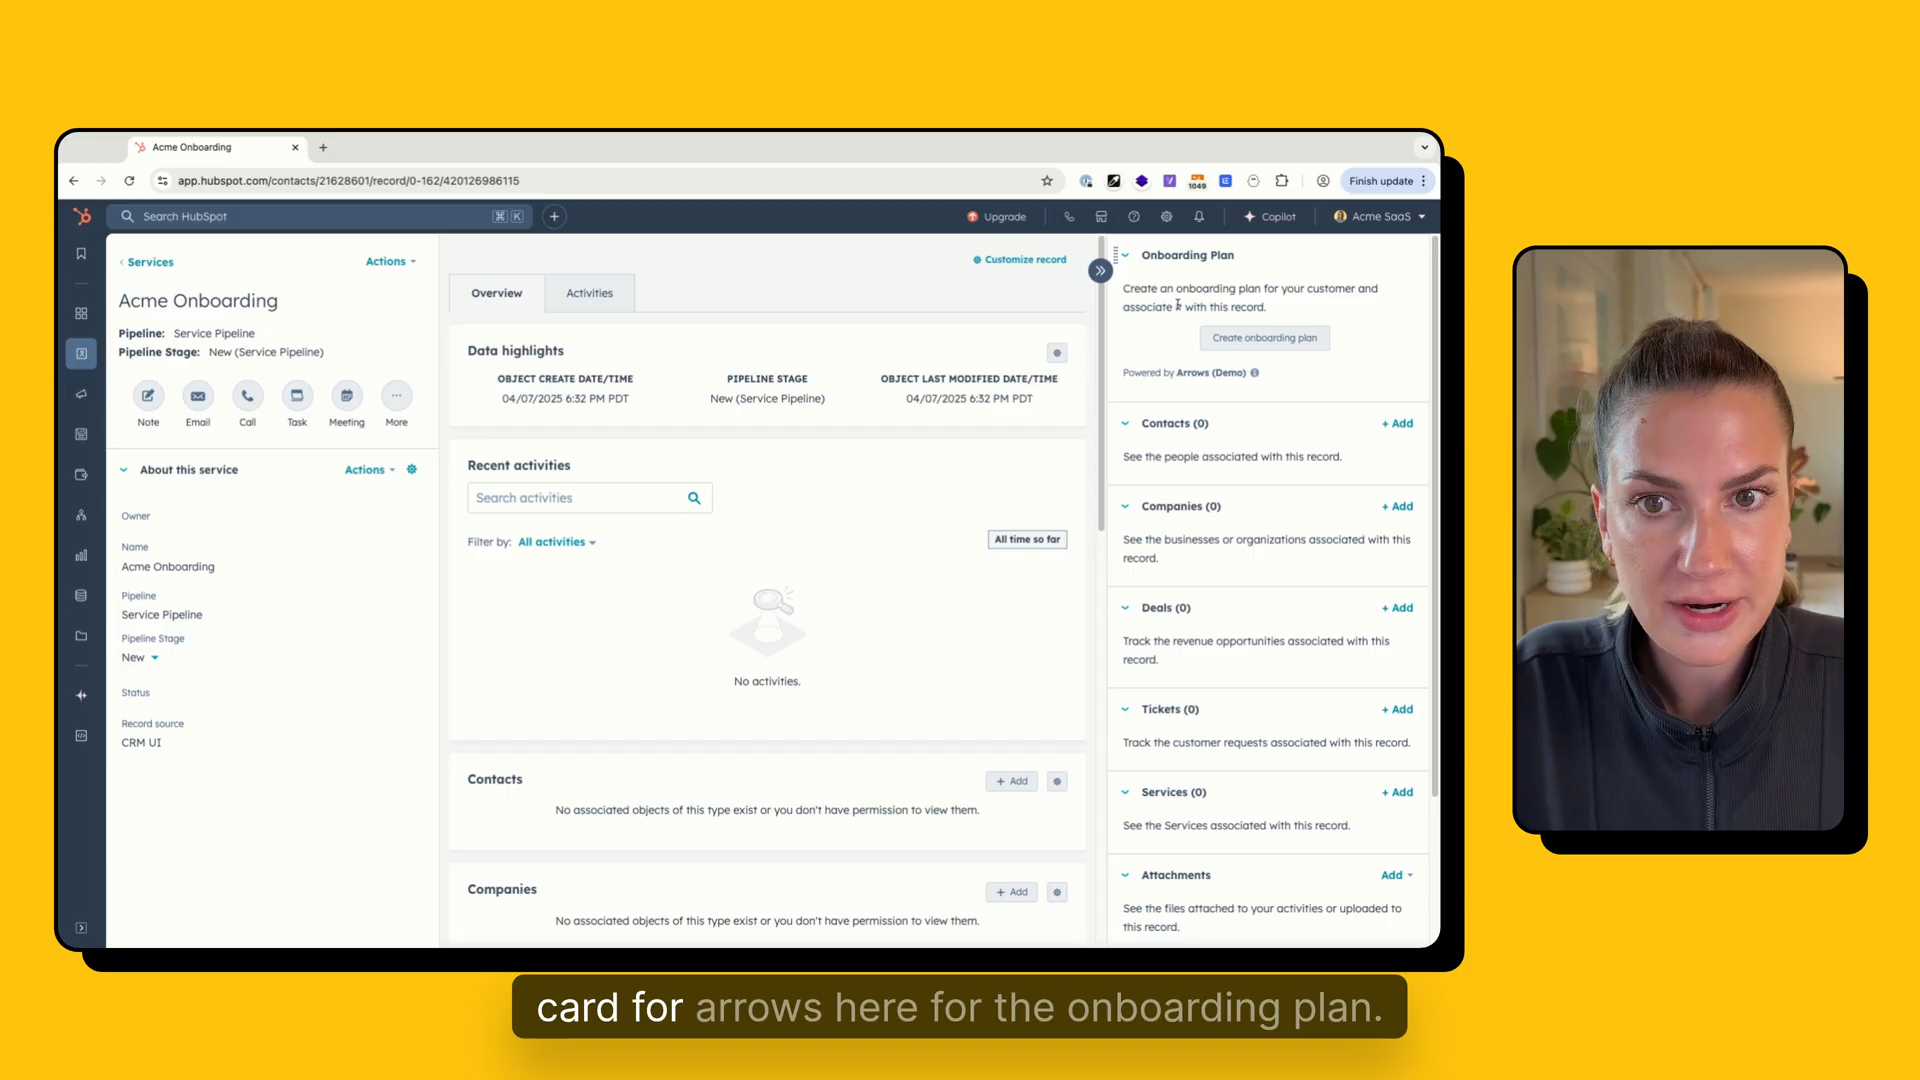 Acme Onboarding
app.hubspot.com/contacts/21628601/record/0-162/420126986115
1049
Finish update
Search HubSpot
⌘ K
Upgrade
Copilot
Acme SaaS
Services
Actions
Acme Onboarding
Pipeline: Service Pipeline
Pipeline Stage: New (Service Pipeline)
Note
Email
Call
Task
Meeting
More
About this service
Actions
Owner
Name
Acme Onboarding
Pipeline
Service Pipeline
Pipeline Stage
New
Status
Record source
CRM UI
Customize record
Overview
Activities
Data highlights
OBJECT CREATE DATE/TIME
04/07/2025 6:32 PM PDT
PIPELINE STAGE
New (Service Pipeline)
OBJECT LAST MODIFIED DATE/TIME
04/07/2025 6:32 PM PDT
Recent activities
Search activities
Filter by: All activities
All time so far
No activities.
Contacts
+ Add
No associated objects of this type exist or you don't have permission to view them.
Companies
+ Add
No associated objects of this type exist or you don't have permission to view them.
Onboarding Plan
Create an onboarding plan for your customer and
associate it with this record.
Create onboarding plan
Powered by Arrows (Demo)
Contacts (0)
+ Add
See the people associated with this record.
Companies (0)
+ Add
See the businesses or organizations associated with this
record.
Deals (0)
+ Add
Track the revenue opportunities associated with this
record.
Tickets (0)
+ Add
Track the customer requests associated with this record.
Services (0)
+ Add
See the Services associated with this record.
Attachments
Add
See the files attached to your activities or uploaded to
this record.
card for arrows here for the onboarding plan.